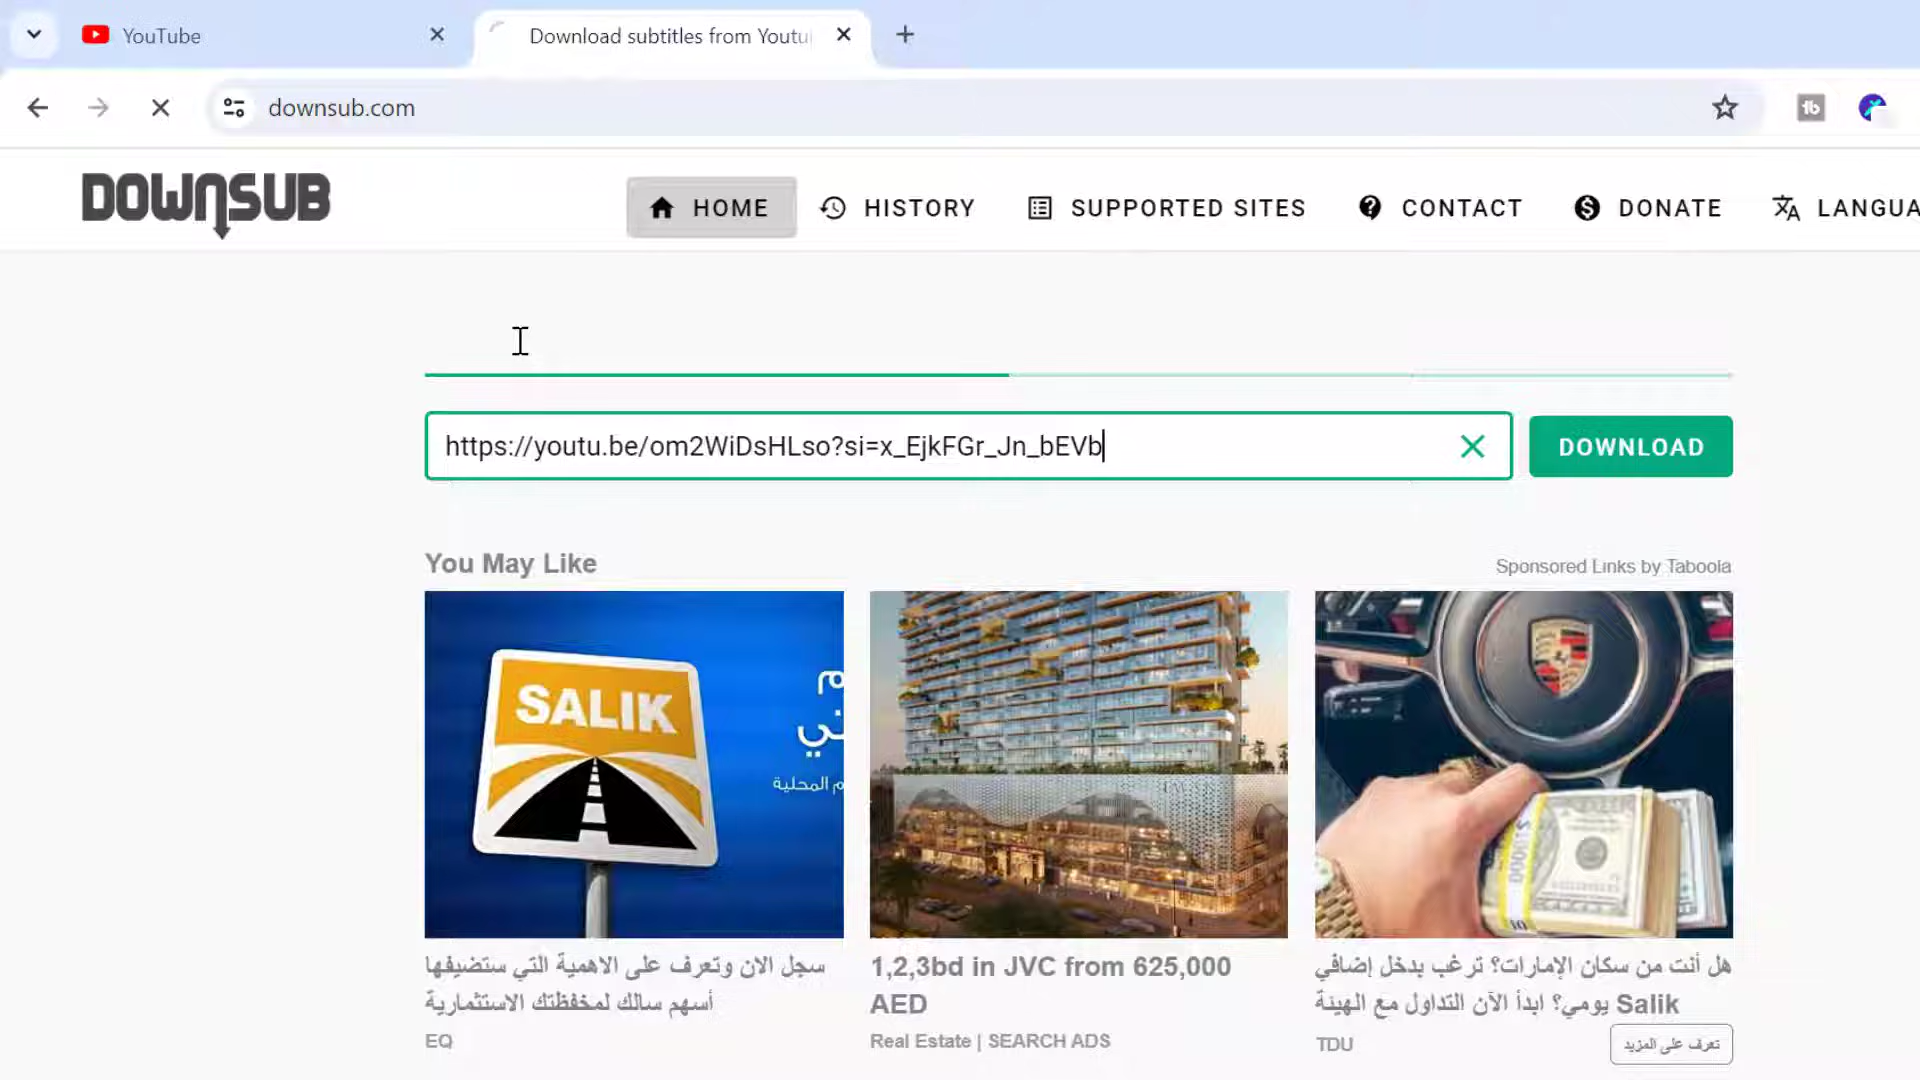 YouTube
Download subtitles from Youtu
downsub.com
DOWNSUB
HOME
HISTORY
SUPPORTED SITES
CONTACT
DONATE
LANGUA
https://youtu.be/om2WiDsHLso?si=x_EjkFGr_Jn_bEVb
DOWNLOAD
You May Like
Sponsored Links by Taboola
SALIK
م
ني
م المحلية
سجل الان وتعرف على الاهمية التي ستضيفها
أسهم سالك لمحفظتك الاستثمارية
EQ
1,2,3bd in JVC from 625,000
AED
Real Estate | SEARCH ADS
هل أنت من سكان الإمارات؟ ترغب بدخل إضافي
يومي؟ ابدأ الآن التداول مع الهيئة Salik
TDU
تعرف على المزيد